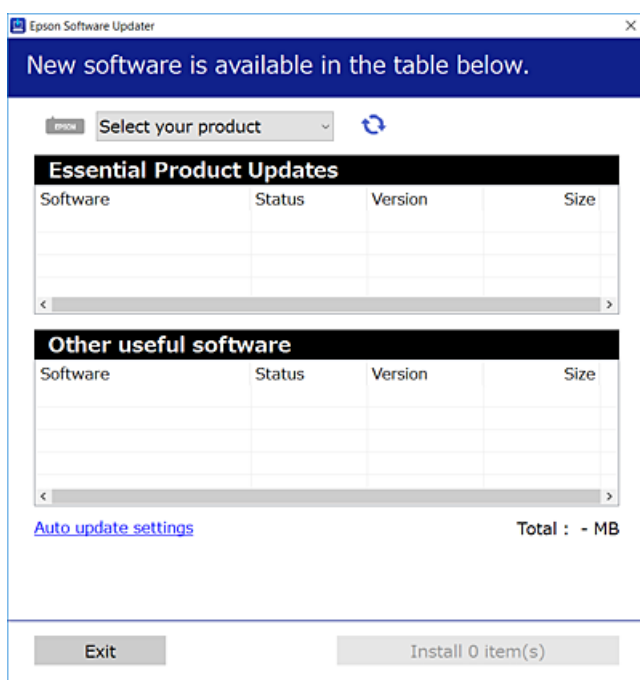 Epson Software Updater
New software is available in the table below.
EPSON Select your product
Essential Product Updates
Software Status Version Size
Other useful software
Software Status Version Size
Auto update settings Total : - MB
Exit Install 0 item(s)